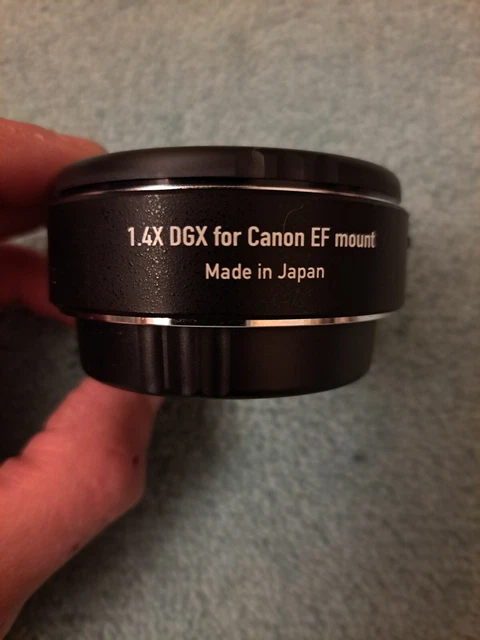 1.4X DGX for Canon EF mount
Made in Japan